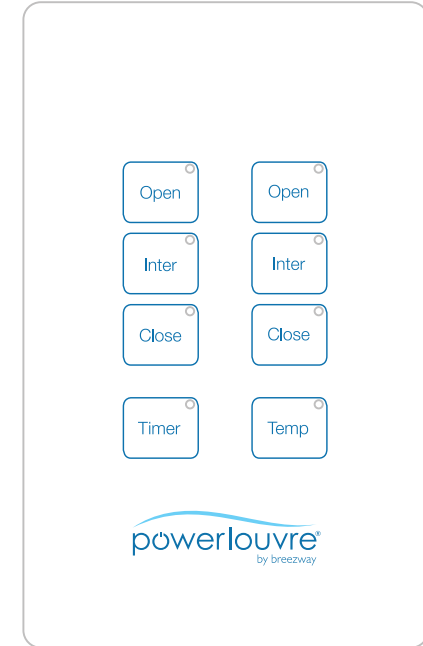 Open Open
Inter Inter
Close Close
Timer Temp
powerlouvre®
by breezway